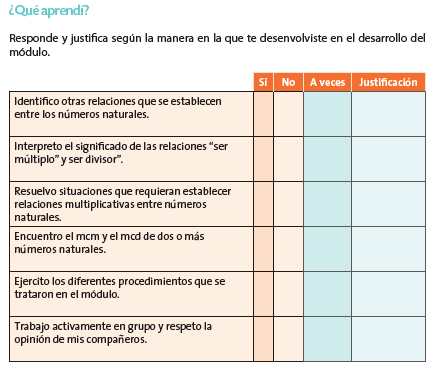 ¿Qué aprendí?
Responde y justifica según la manera en la que te desenvolviste en el desarrollo del
módulo.
Sí No A veces Justificación
Identifico otras relaciones que se establecen
entre los números naturales.
Interpreto el significado de las relaciones "ser
múltiplo" y ser divisor".
Resuelvo situaciones que requieran establecer
relaciones multiplicativas entre números
naturales.
Encuentro el mcm y el mcd de dos o más
números naturales.
Ejercito los diferentes procedimientos que se
trataron en el módulo.
Trabajo activamente en grupo y respeto la
opinión de mis compañeros.